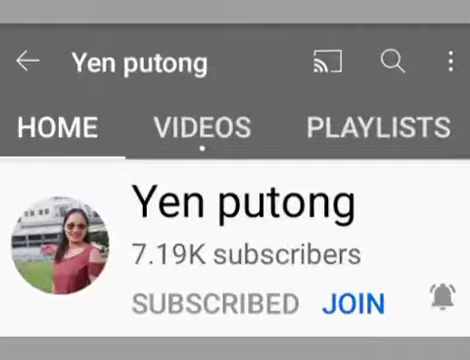 Yen putong
HOME VIDEOS PLAYLISTS
Yen putong
7.19K subscribers
SUBSCRIBED JOIN